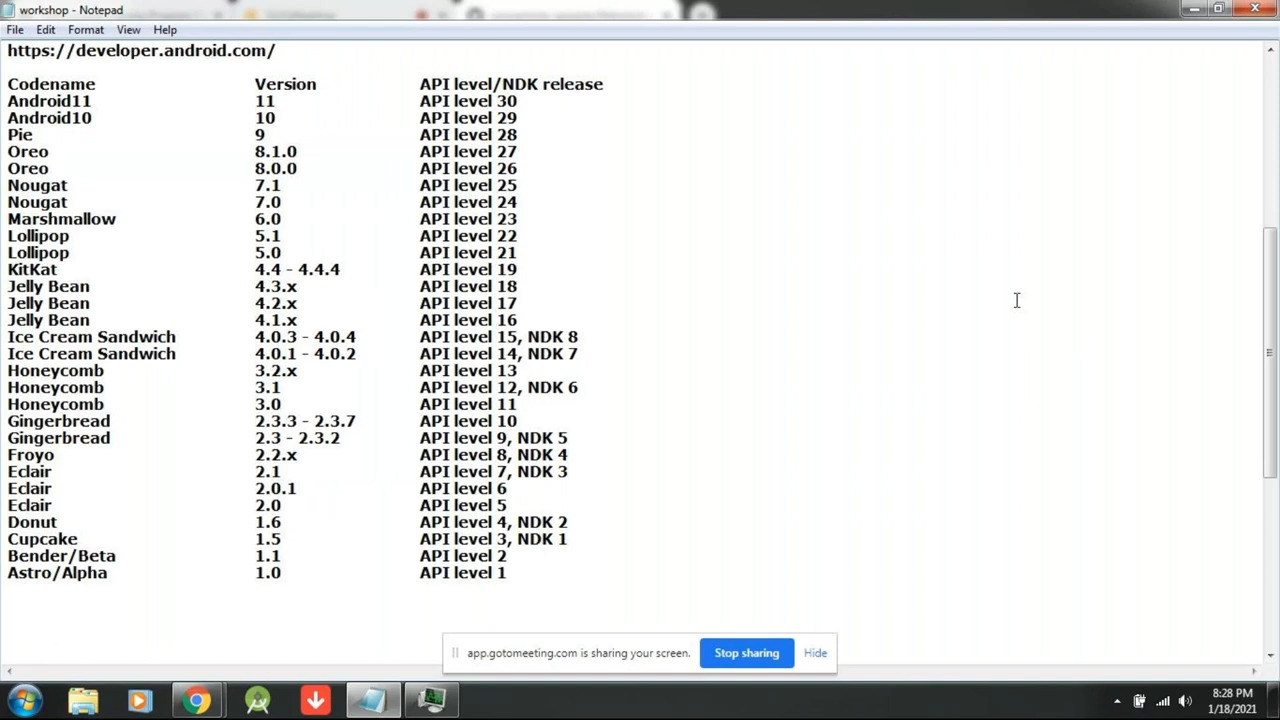 workshop - Notepad
File Edit Format View Help
https://developer.android.com/
Codename Version API level/NDK release
Android11 11 API level 30
Android10 10 API level 29
Pie 9 API level 28
Oreo 8.1.0 API level 27
Oreo 8.0.0 API level 26
Nougat 7.1 API level 25
Nougat 7.0 API level 24
Marshmallow 6.0 API level 23
Lollipop 5.1 API level 22
Lollipop 5.0 API level 21
KitKat 4.4 - 4.4.4 API level 19
Jelly Bean 4.3.x API level 18
Jelly Bean 4.2.x API level 17
Jelly Bean 4.1.x API level 16
Ice Cream Sandwich 4.0.3 - 4.0.4 API level 15, NDK 8
Ice Cream Sandwich 4.0.1 - 4.0.2 API level 14, NDK 7
Honeycomb 3.2.x API level 13
Honeycomb 3.1 API level 12, NDK 6
Honeycomb 3.0 API level 11
Gingerbread 2.3.3 - 2.3.7 API level 10
Gingerbread 2.3 - 2.3.2 API level 9, NDK 5
Froyo 2.2.x API level 8, NDK 4
Eclair 2.1 API level 7, NDK 3
Eclair 2.0.1 API level 6
Eclair 2.0 API level 5
Donut 1.6 API level 4, NDK 2
Cupcake 1.5 API level 3, NDK 1
Bender/Beta 1.1 API level 2
Astro/Alpha 1.0 API level 1
app.gotomeeting.com is sharing your screen. Stop sharing Hide
8:28 PM
1/18/2021